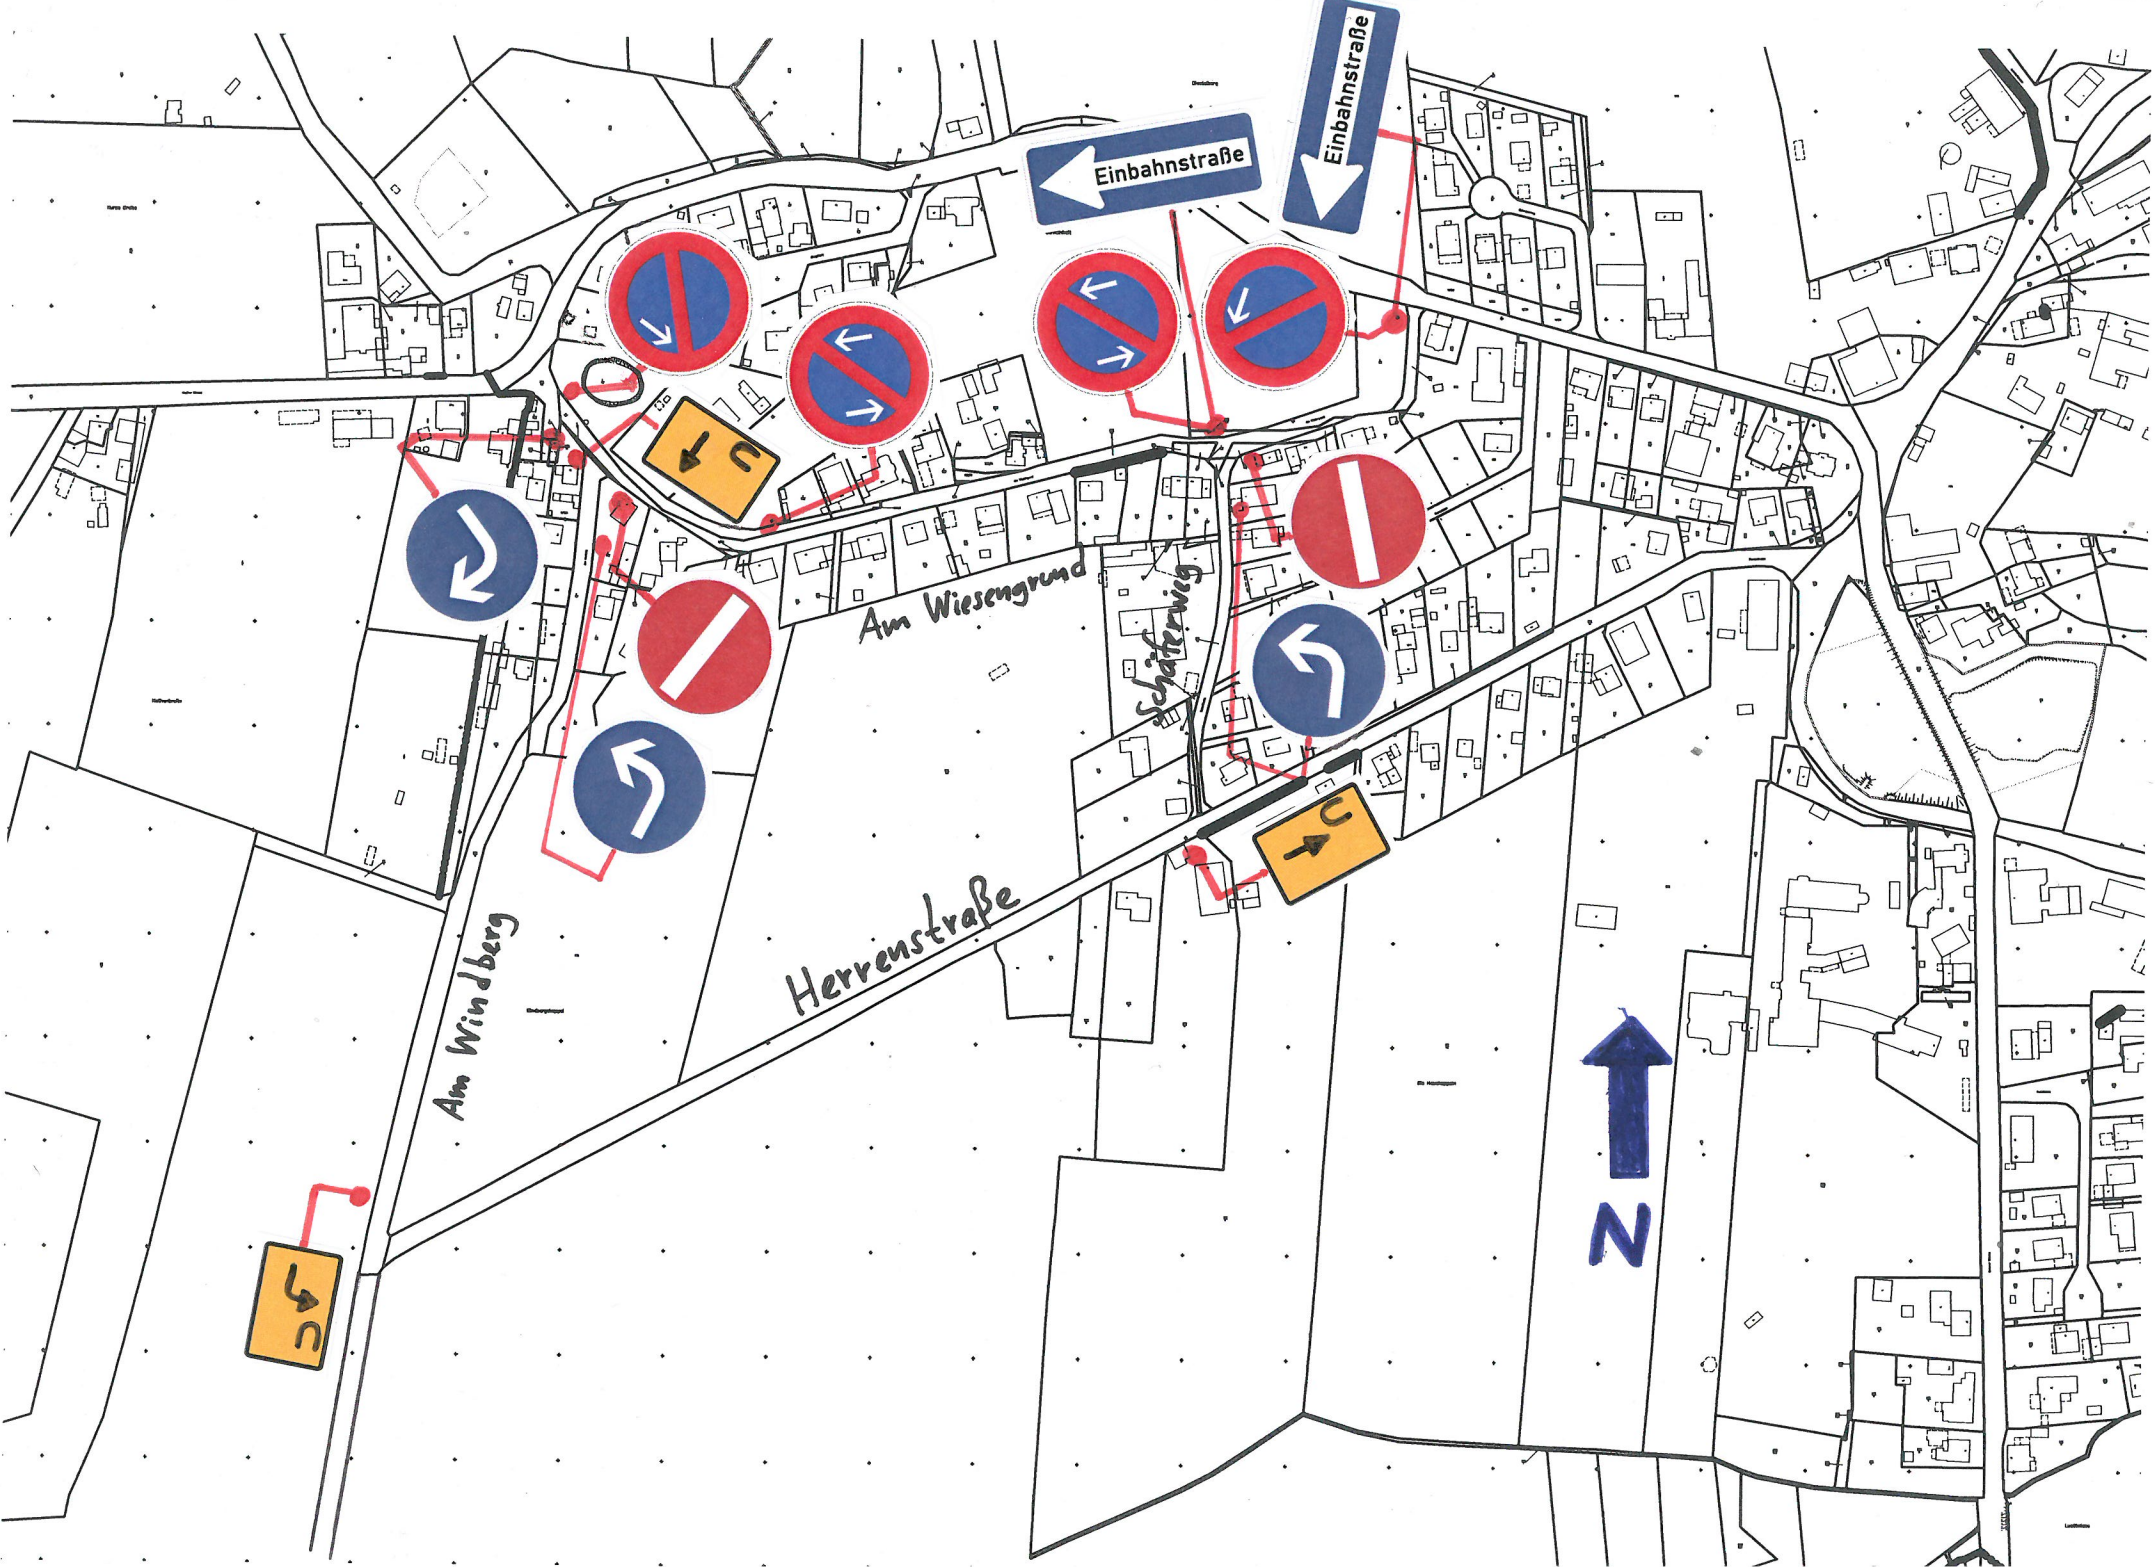 Einbahnstraße
Einbahnstraße
U
Am Wiesengrund
Schäferweg
U
Herrenstraße
Am Windberg
N
U